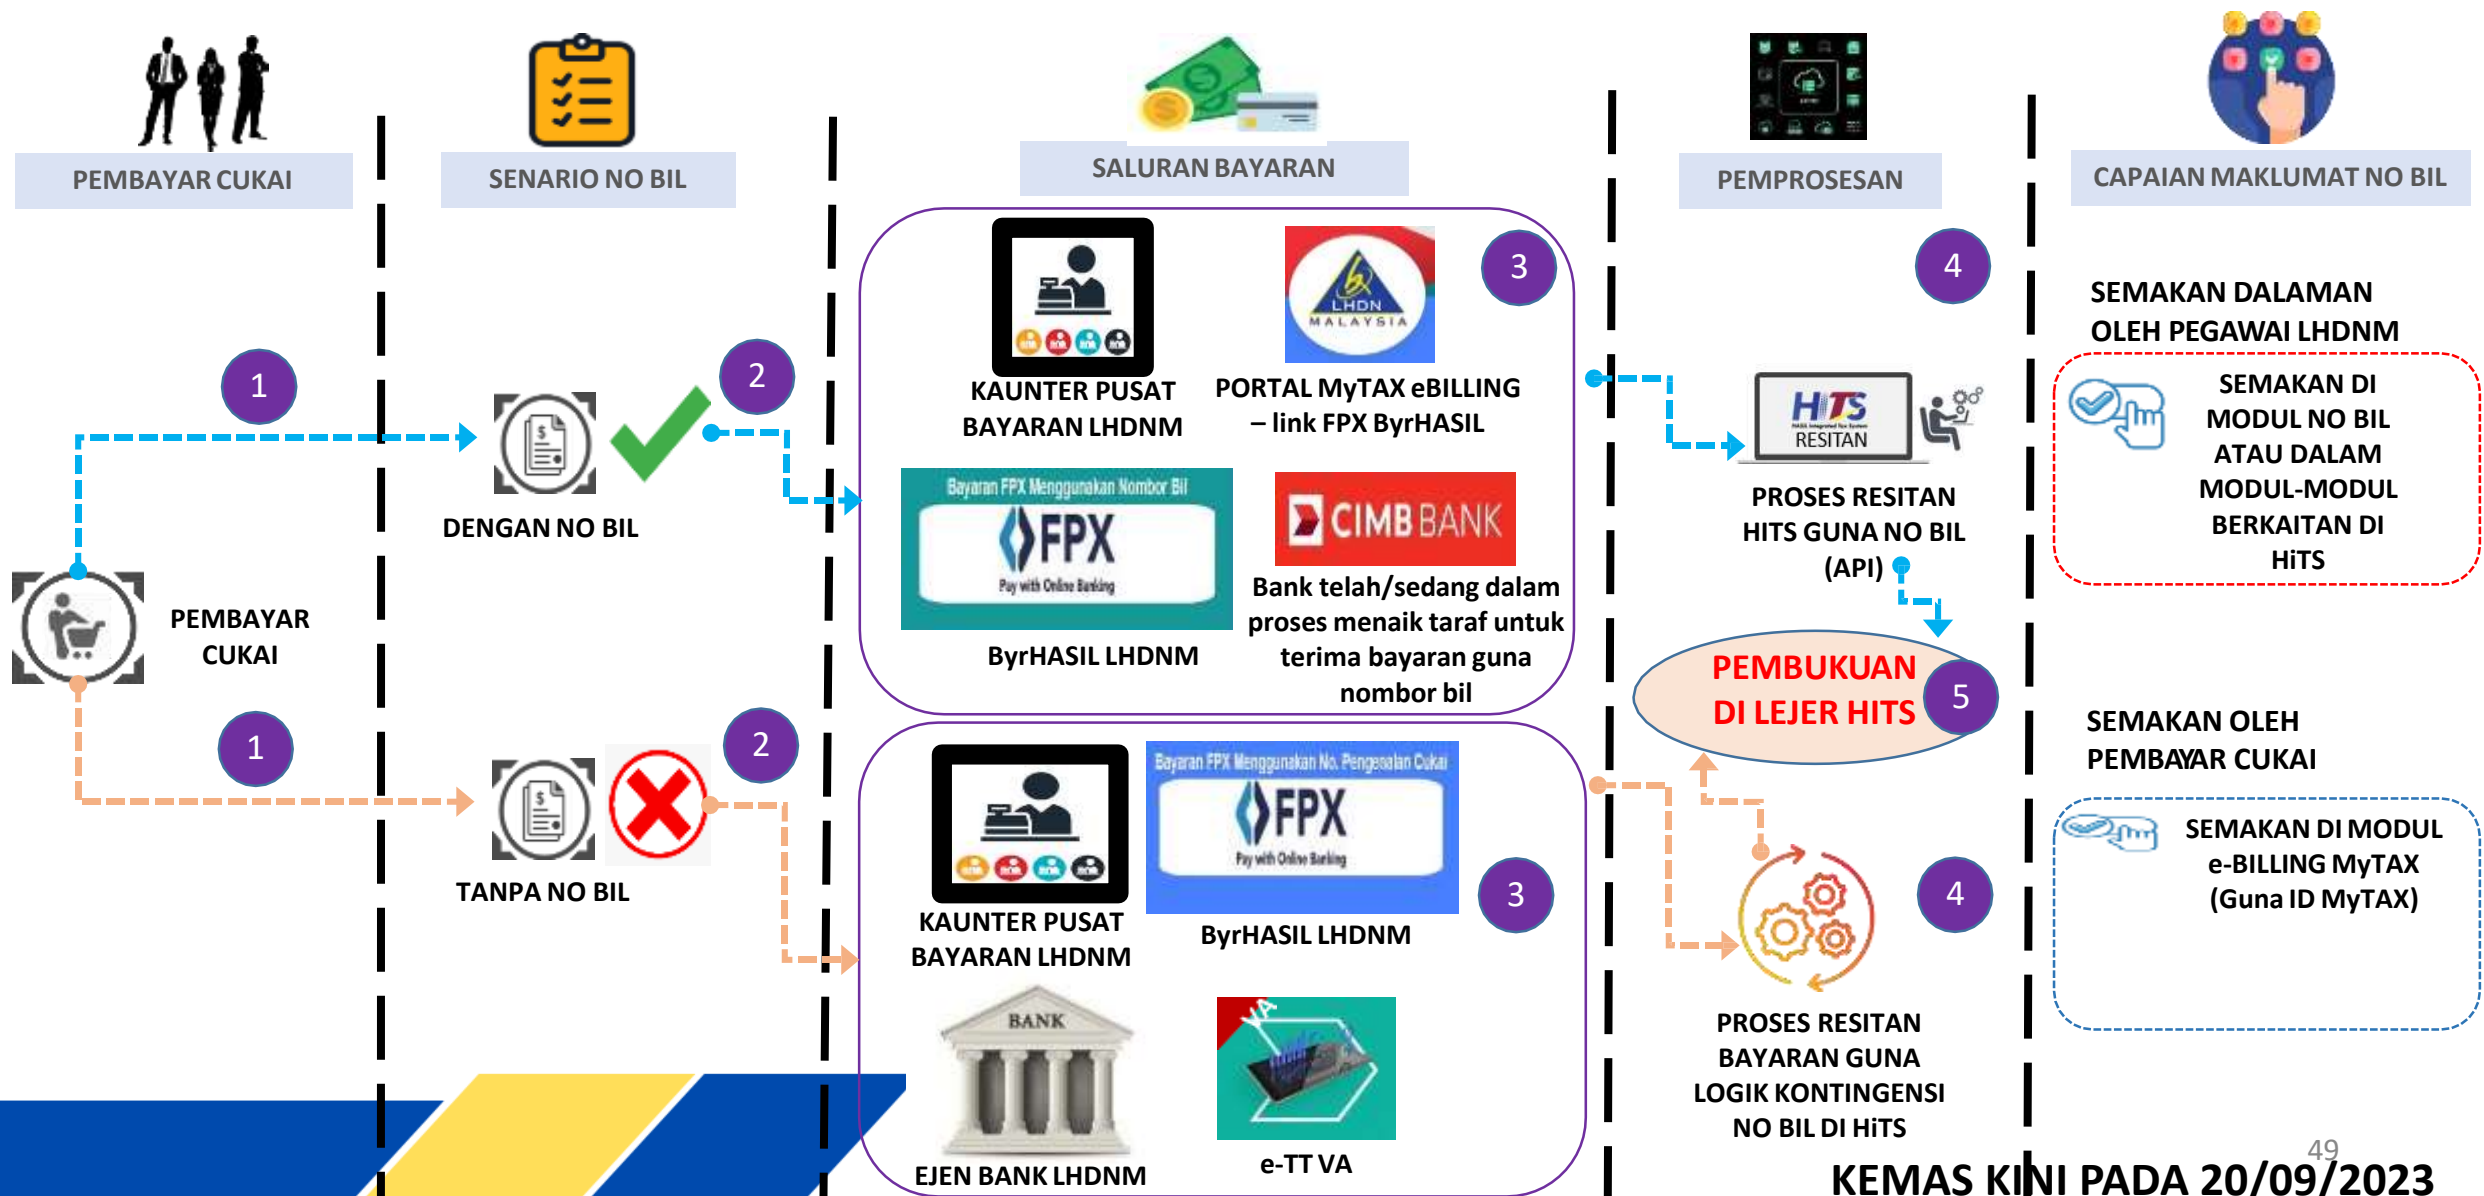 PEMBAYAR CUKAI
SENARIO NO BIL
SALURAN BAYARAN
PEMPROSESAN
CAPAIAN MAKLUMAT NO BIL
1
PEMBAYAR
CUKAI
1
2
DENGAN NO BIL
2
TANPA NO BIL
3
KAUNTER PUSAT
BAYARAN LHDNM
LHDN
MALAYSIA
PORTAL MyTAX eBILLING
– link FPX ByrHASIL
Bayaran FPX Menggunakan Nombor Bil
FPX
Pay with Online Banking
ByrHASIL LHDNM
CIMB BANK
Bank telah/sedang dalam
proses menaik taraf untuk
terima bayaran guna
nombor bil
KAUNTER PUSAT
BAYARAN LHDNM
Bayaran FPX Menggunakan No. Pengenalan Cukai
FPX
Pay with Online Banking
ByrHASIL LHDNM
3
BANK
EJEN BANK LHDNM
VA
e-TT VA
4
HiTS
RESITAN
PROSES RESITAN
HITS GUNA NO BIL
(API)
PEMBUKUAN
DI LEJER HITS
5
4
PROSES RESITAN
BAYARAN GUNA
LOGIK KONTINGENSI
NO BIL DI HiTS
SEMAKAN DALAMAN
OLEH PEGAWAI LHDNM
SEMAKAN DI
MODUL NO BIL
ATAU DALAM
MODUL-MODUL
BERKAITAN DI
HiTS
SEMAKAN OLEH
PEMBAYAR CUKAI
SEMAKAN DI MODUL
e-BILLING MyTAX
(Guna ID MyTAX)
49
KEMAS KINI PADA 20/09/2023